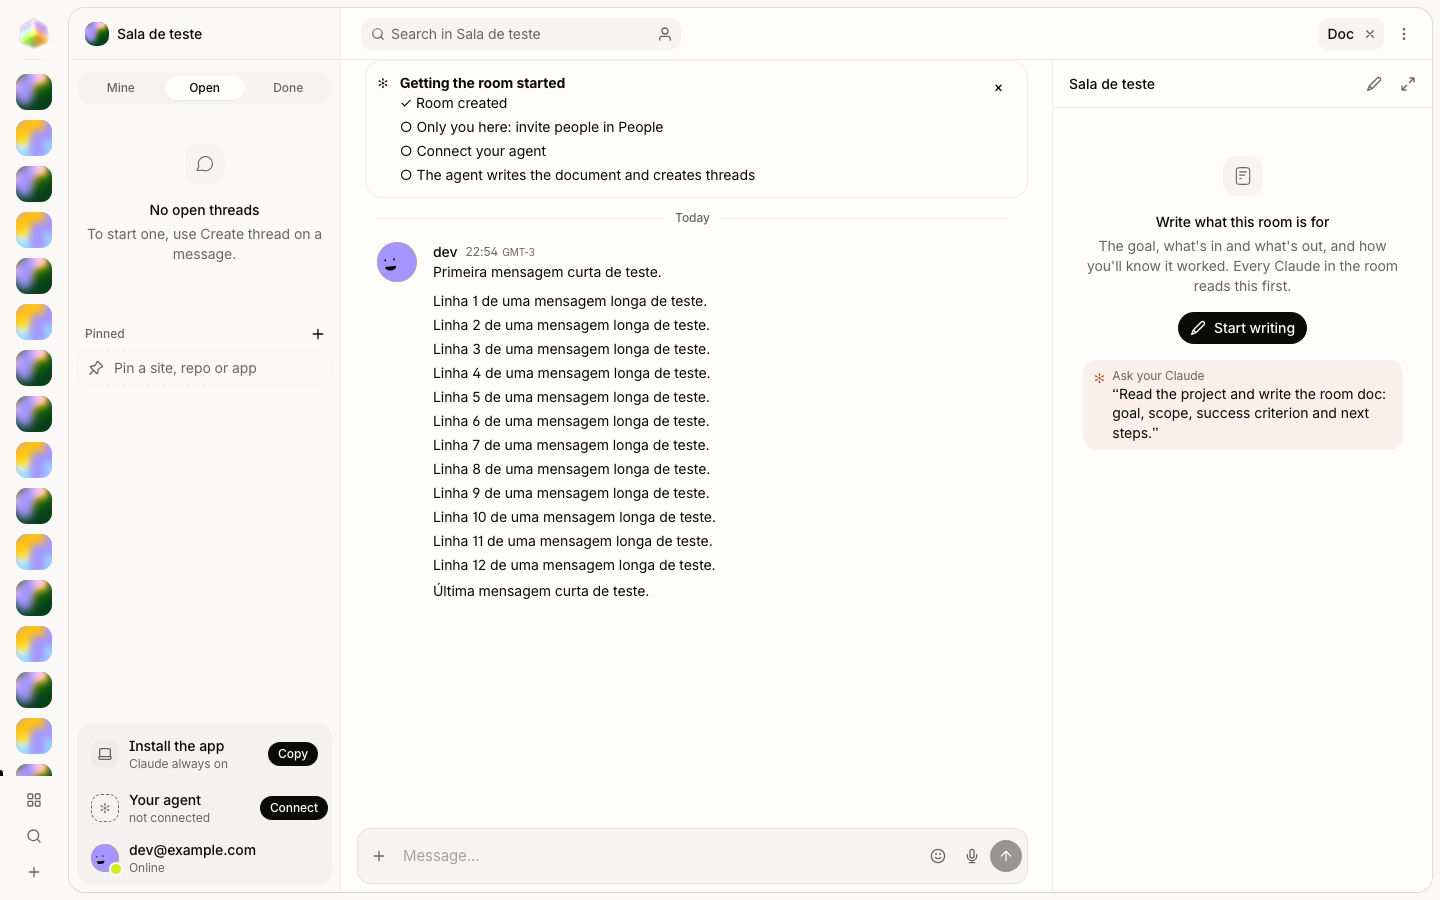 Sala de teste
Search in Sala de teste
Doc
Mine
Open
Done
No open threads
To start one, use Create thread on a
message.
Pinned
Pin a site, repo or app
Install the app
Claude always on
Copy
Your agent
not connected
Connect
dev@example.com
Online
Getting the room started
✓ Room created
Only you here: invite people in People
Connect your agent
The agent writes the document and creates threads
Today
dev 22:54 GMT-3
Primeira mensagem curta de teste.
Linha 1 de uma mensagem longa de teste.
Linha 2 de uma mensagem longa de teste.
Linha 3 de uma mensagem longa de teste.
Linha 4 de uma mensagem longa de teste.
Linha 5 de uma mensagem longa de teste.
Linha 6 de uma mensagem longa de teste.
Linha 7 de uma mensagem longa de teste.
Linha 8 de uma mensagem longa de teste.
Linha 9 de uma mensagem longa de teste.
Linha 10 de uma mensagem longa de teste.
Linha 11 de uma mensagem longa de teste.
Linha 12 de uma mensagem longa de teste.
Última mensagem curta de teste.
Message...
Sala de teste
Write what this room is for
The goal, what's in and what's out, and how
you'll know it worked. Every Claude in the room
reads this first.
Start writing
Ask your Claude
“Read the project and write the room doc:
goal, scope, success criterion and next
steps.”